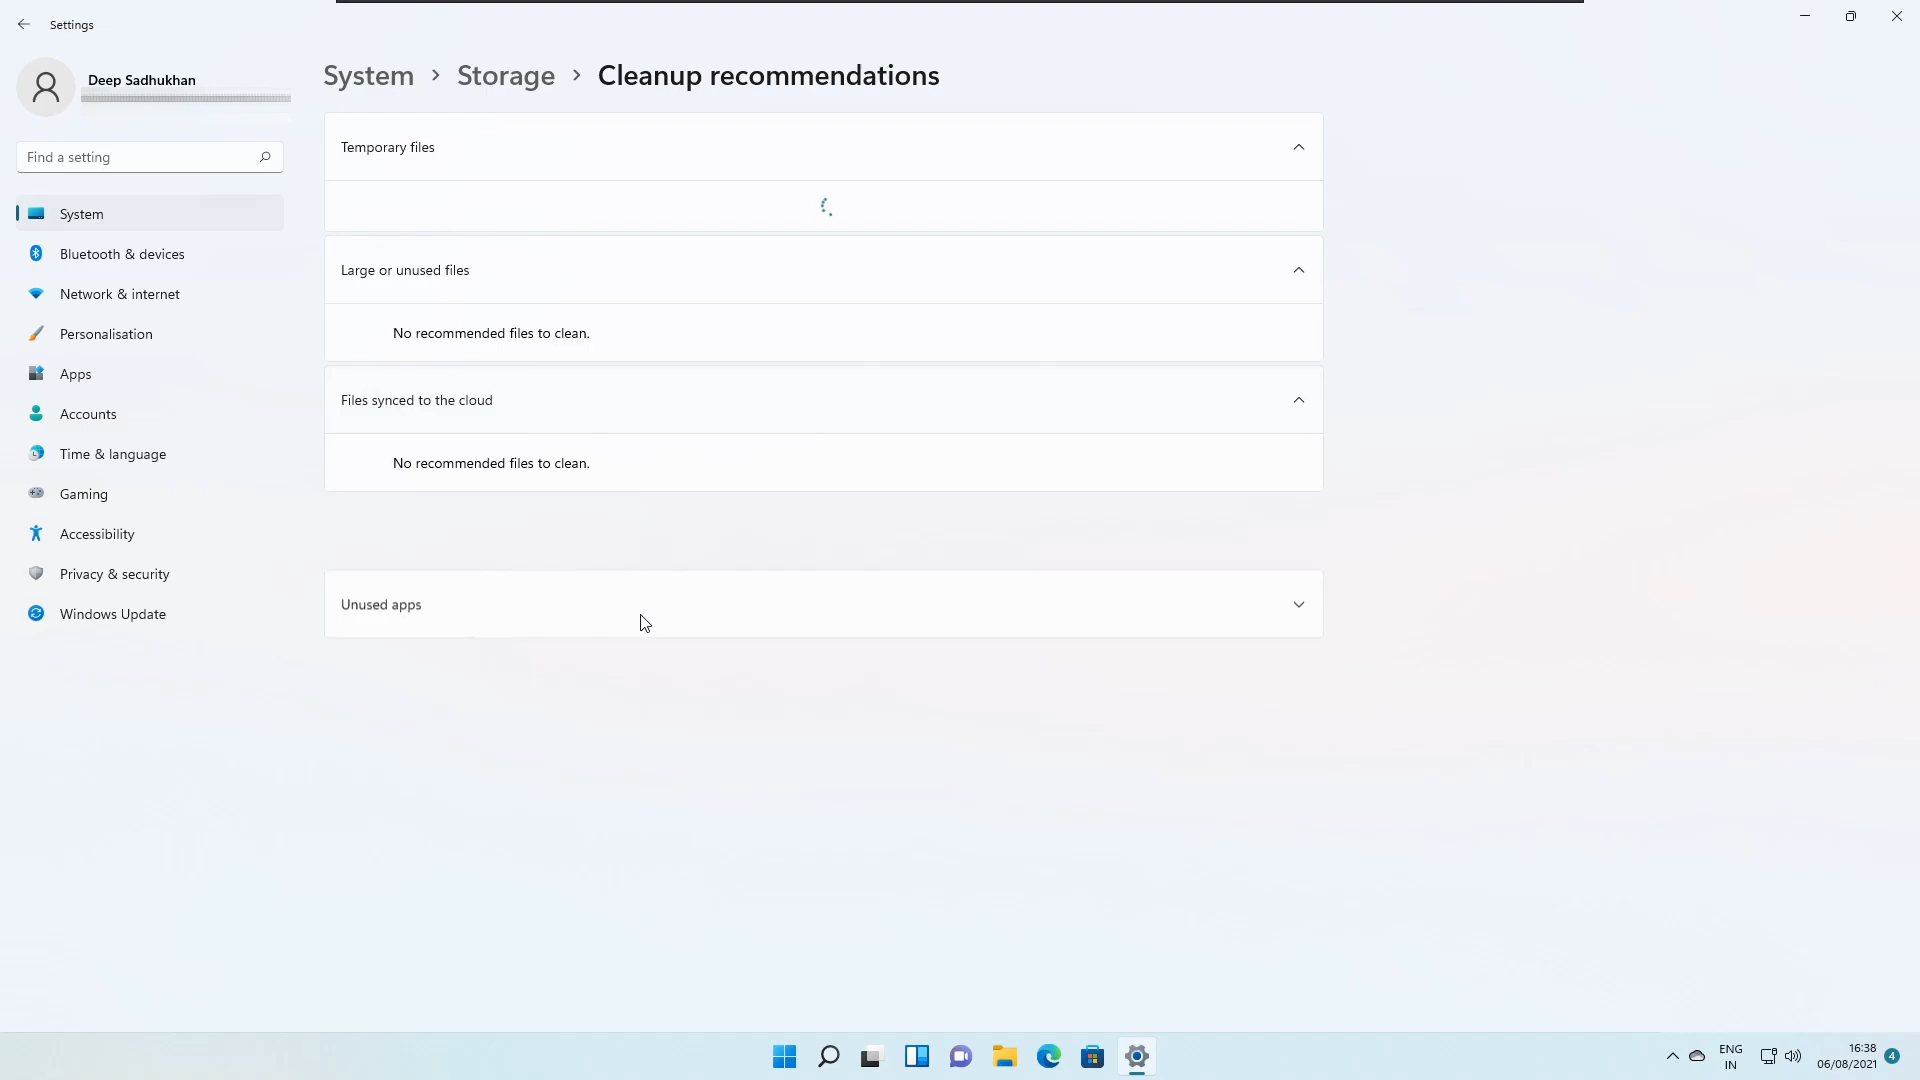 Settings
Deep Sadhukhan
Find a setting
System
Bluetooth & devices
Network & internet
Personalisation
Apps
Accounts
Time & language
Gaming
Accessibility
Privacy & security
Windows Update
System > Storage > Cleanup recommendations
Temporary files
Large or unused files
No recommended files to clean.
Files synced to the cloud
No recommended files to clean.
Unused apps
ENG
IN
16:38
06/08/2021
4